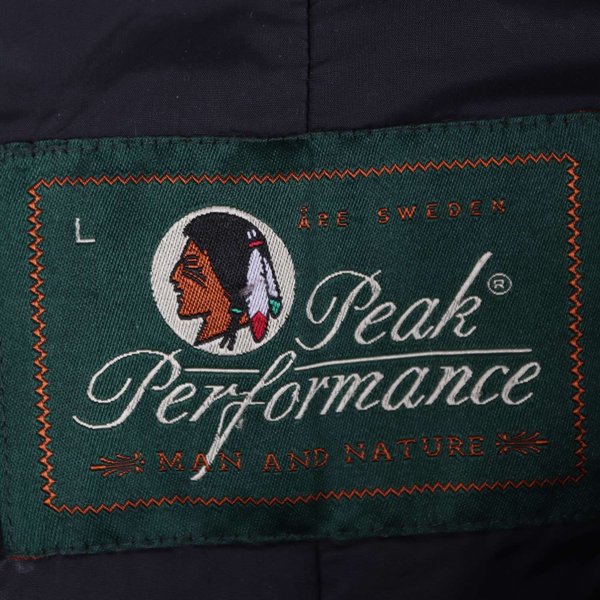 L
ÅRE SWEDEN
Peak®
Performance
MAN AND NATURE